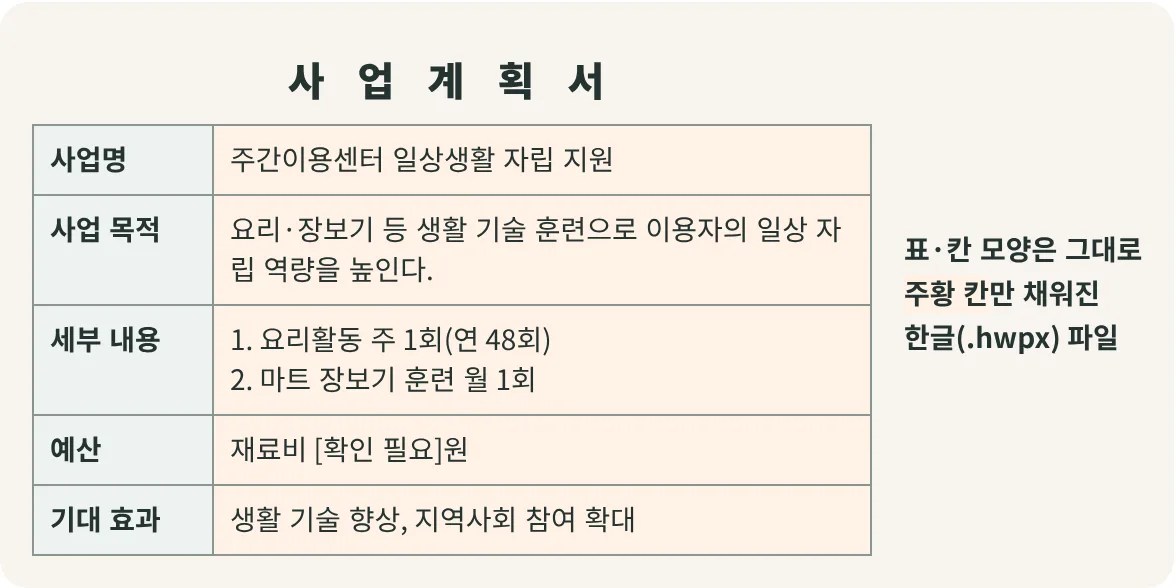 사 업 계 획 서
사업명
주간이용센터 일상생활 자립 지원
사업 목적
요리·장보기 등 생활 기술 훈련으로 이용자의 일상 자
립 역량을 높인다.
세부 내용
1. 요리활동 주 1회(연 48회)
2. 마트 장보기 훈련 월 1회
예산
재료비 [확인 필요]원
기대 효과
생활 기술 향상, 지역사회 참여 확대
표·칸 모양은 그대로
주황 칸만 채워진
한글(.hwpx) 파일